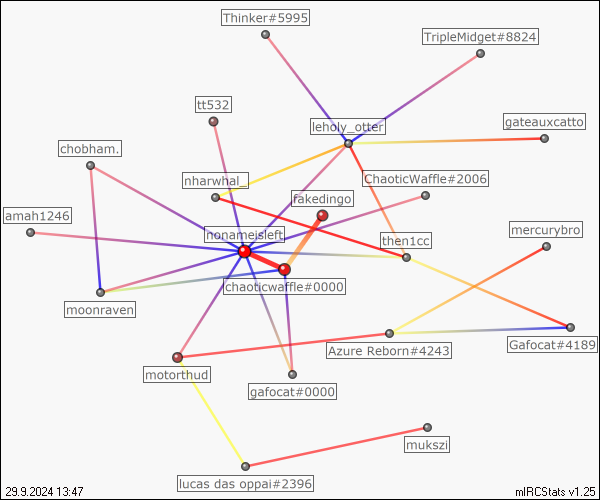 Thinker#5995
TripleMidget#8824
tt532
gateauxcatto
leholy_otter
chobham.
nharwhal_
ChaoticWaffle#2006
fakedingo
amah1246
mercurybro
nonameisleft
then1cc
chaoticwaffle#0000
moonraven
Gafocat#4189
Azure Reborn#4243
motorthud
gafocat#0000
mukszi
lucas das oppai#2396
29.9.2024 13:47
mIRCStats v1.25